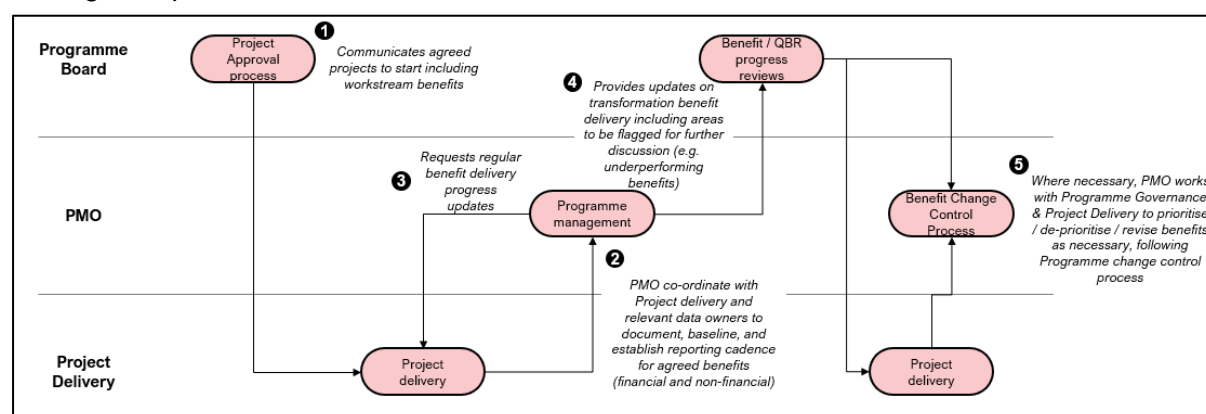 Programme
Board
Project
Approval
process
1
Communicates agreed
projects to start including
workstream benefits
Benefit / QBR
progress
reviews
4
Provides updates on
transformation benefit
delivery including areas
to be flagged for further
discussion (e.g.
underperforming
benefits)
PMO
3
Requests regular
benefit delivery
progress
updates
Programme
management
Benefit Change
Control
Process
5
Where necessary, PMO works
with Programme Governance
& Project Delivery to prioritise
/ de-prioritise / revise benefits
as necessary, following
Programme change control
process
2
PMO co-ordinate with
Project delivery and
relevant data owners to
document, baseline, and
establish reporting cadence
for agreed benefits
(financial and non-financial)
Project
Delivery
Project
delivery
Project
delivery